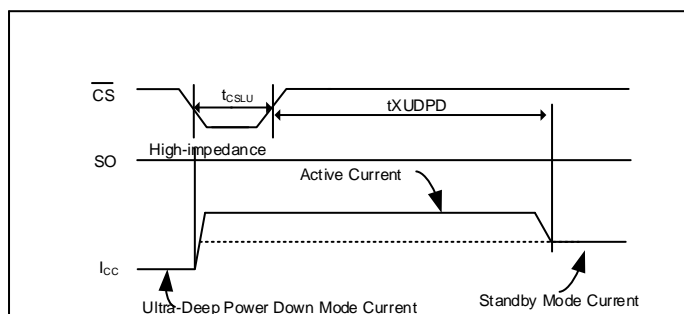 CS
tCSLU
tXUDPD
High-impedance
SO
Active Current
ICC
Standby Mode Current
Ultra-Deep Power Down Mode Current